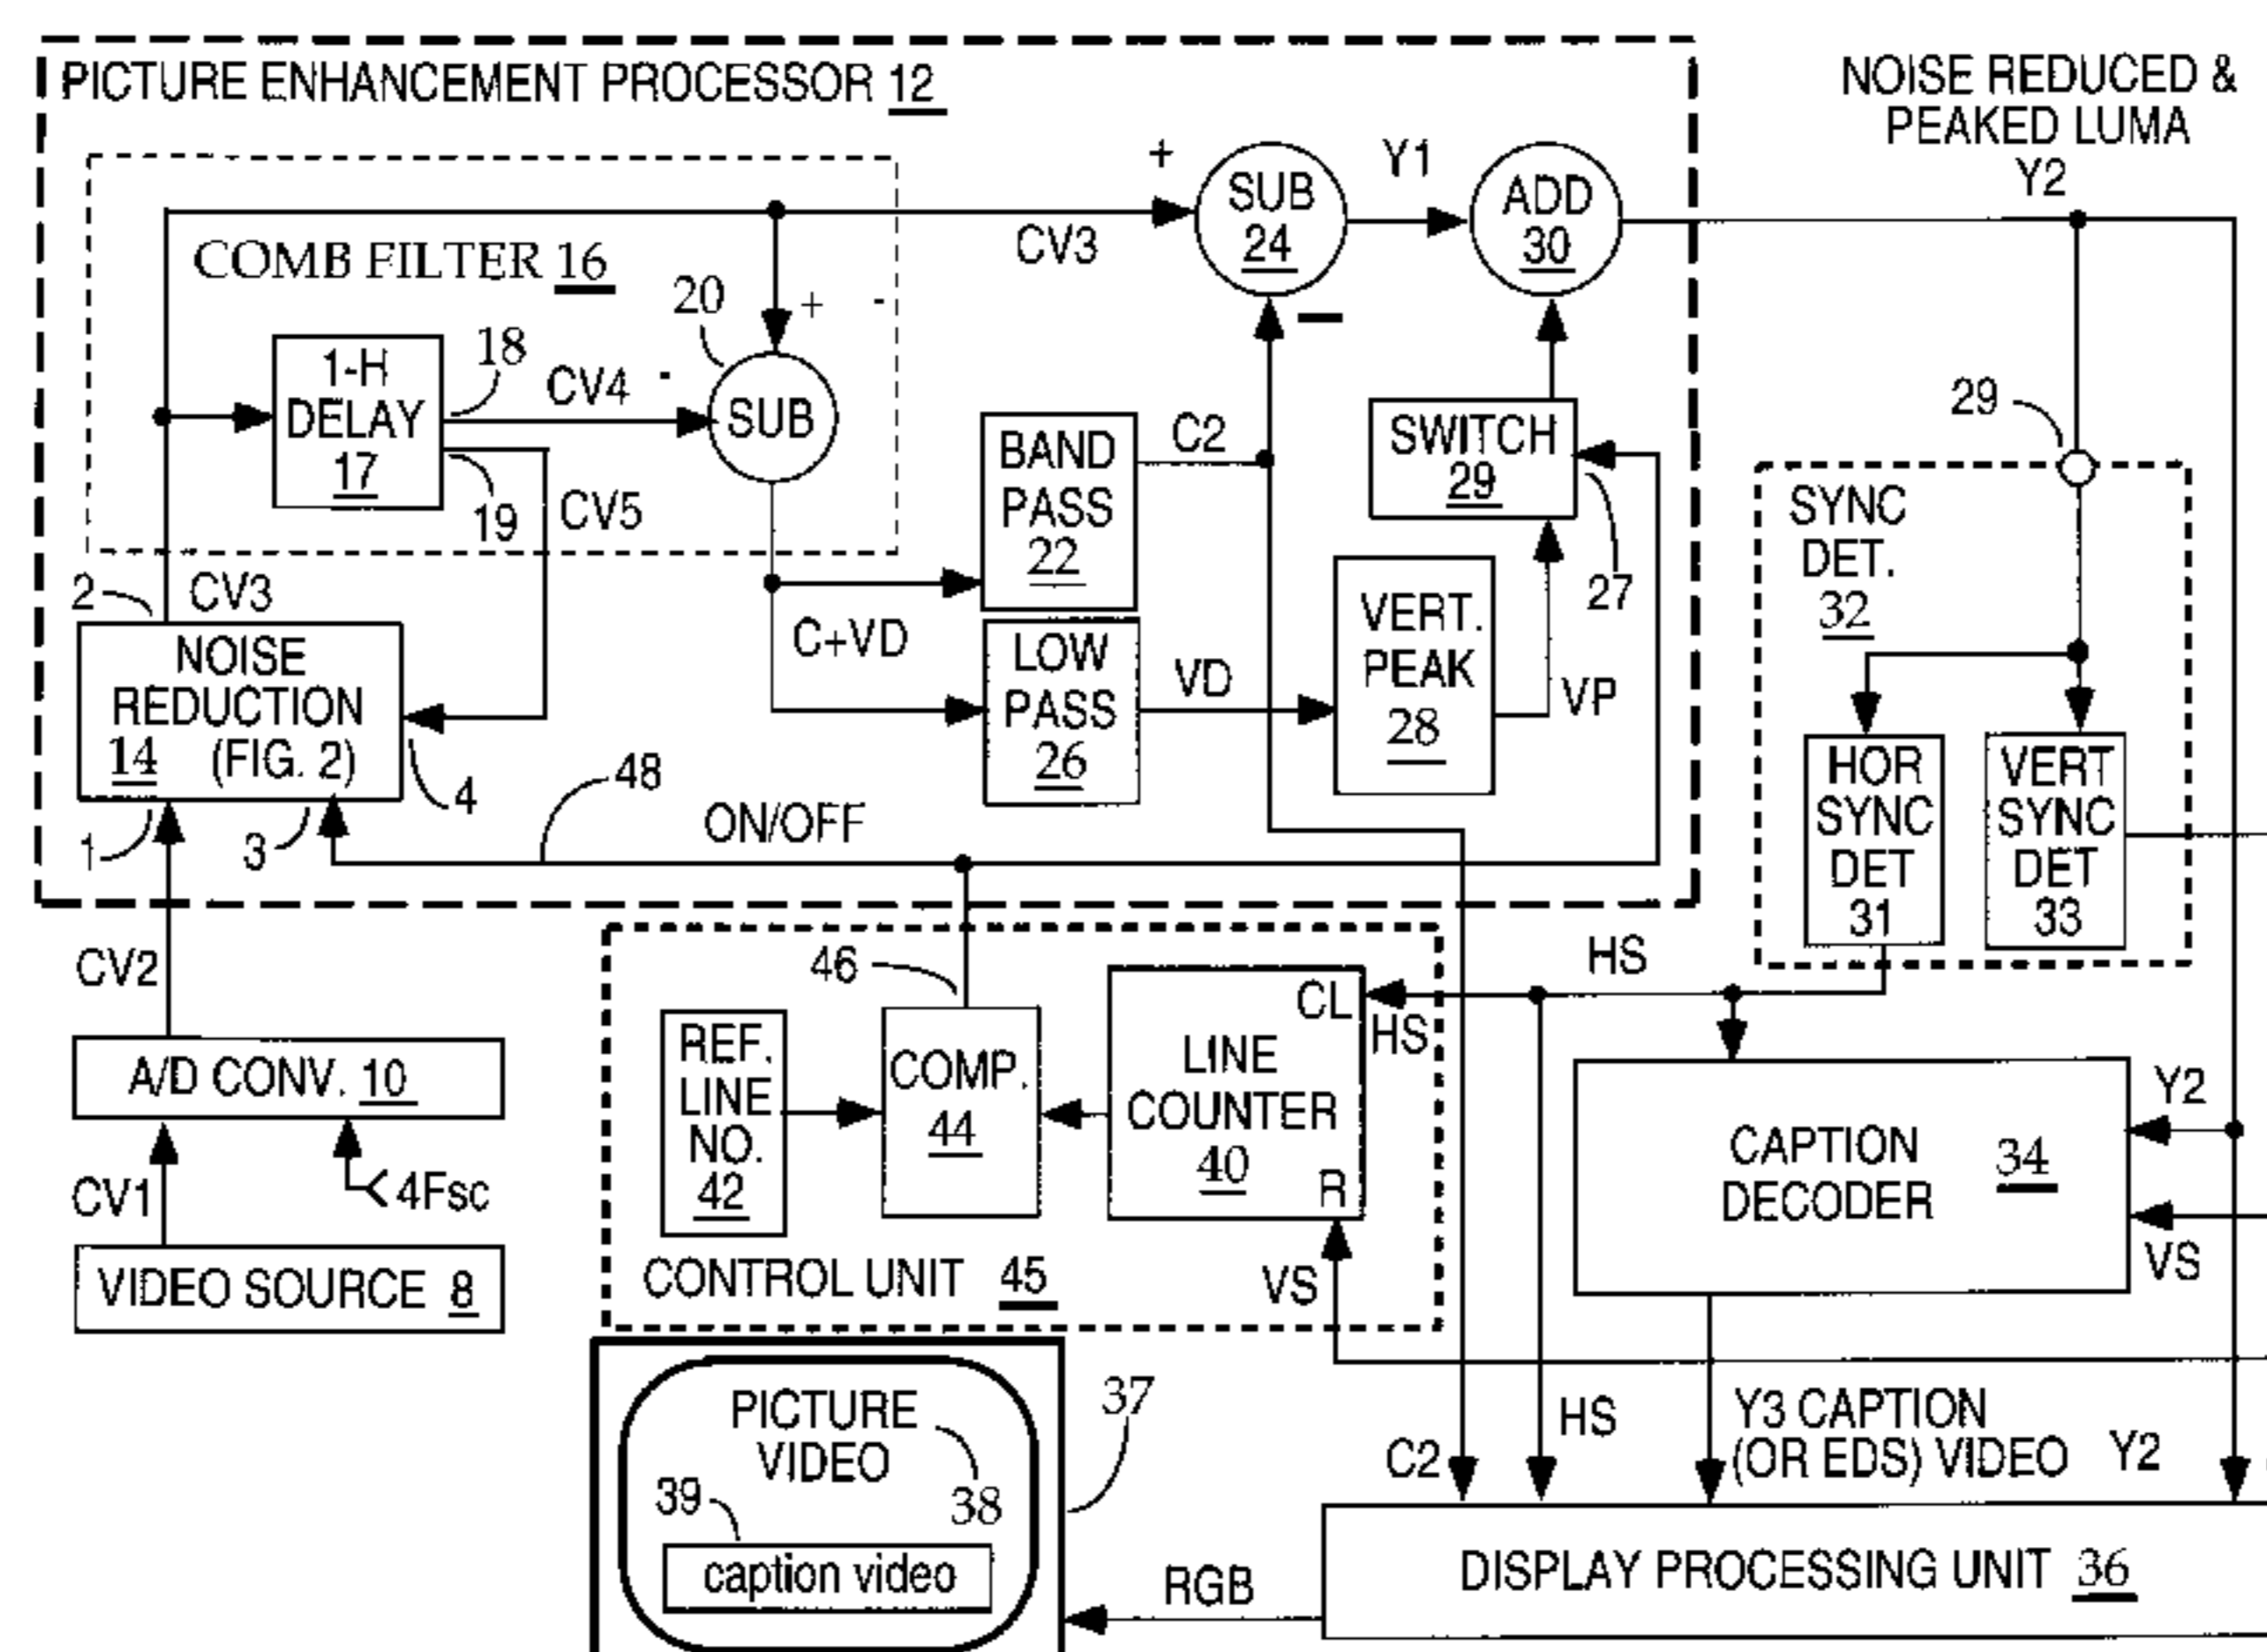 PICTURE ENHANCEMENT PROCESSOR 12
NOISE REDUCED &
PEAKED LUMA
Y2
COMB FILTER 16
+
SUB
24
Y1
ADD
30
CV3
20
+ -
1-H
DELAY
17
18
CV4 -
SUB
19
CV5
BAND
PASS
22
C2
−
SWITCH
29
27
29
SYNC
DET.
32
2
CV3
NOISE
REDUCTION
14 (FIG. 2)
4
1
3
C+VD
LOW
PASS
26
VD
VERT.
PEAK
28
VP
48
ON/OFF
HOR
SYNC
DET
31
VERT
SYNC
DET
33
CV2
A/D CONV. 10
CV1
4Fsc
VIDEO SOURCE 8
46
REF.
LINE
NO.
42
COMP.
44
CL
LINE
COUNTER
40
R
HS
HS
CONTROL UNIT 45
VS
CAPTION
DECODER 34
Y2
VS
PICTURE
VIDEO
37
38
39
caption video
C2
HS
Y3 CAPTION
(OR EDS) VIDEO
Y2
RGB
DISPLAY PROCESSING UNIT 36